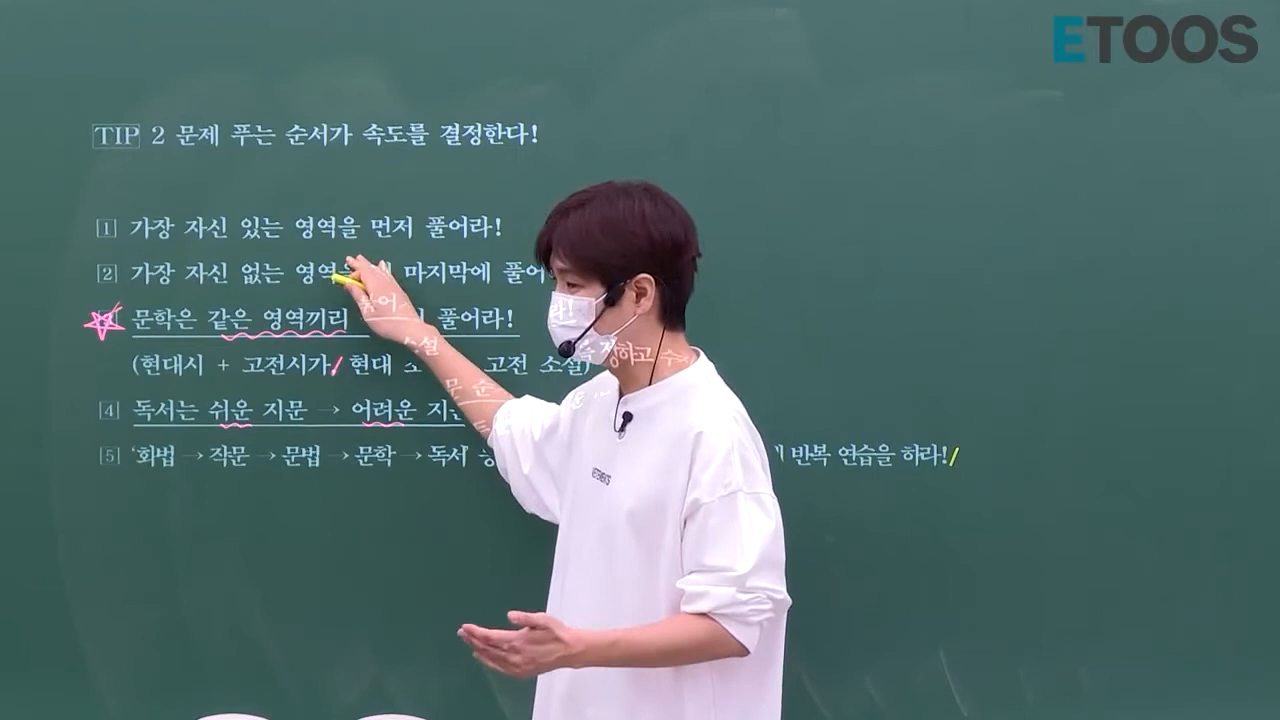 ETOOS
TIP 2 문제 푸는 순서가 속도를 결정한다!
1 가장 자신 있는 영역을 먼저 풀어라!
2 가장 자신 없는 마지막에
3 문학은 같은 영역끼리 풀어라!
(현대시 + 고전시가/ 현대 고전 소설)
4 독서는 쉬운 지문 → 어려운
5 '화법 → 작문 → 문법 → 문학 → 독서' 반복 연습을 하라!